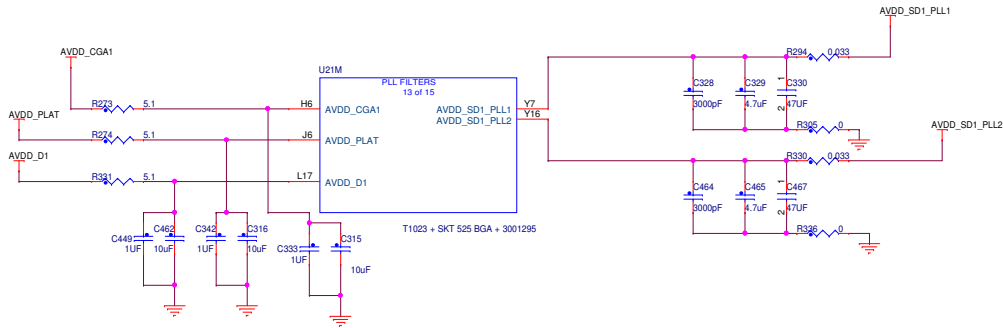 AVDD_SD1_PLL1
AVDD_CGA1
R294 0.033
U21M
PLL FILTERS
13 of 15
C328 C329 C330
3000pF 4.7uF 47UF
1
2
R273 5.1
H6 AVDD_CGA1
AVDD_SD1_PLL1 Y7
AVDD_SD1_PLL2 Y16
AVDD_PLAT
R274 5.1
J6 AVDD_PLAT
R305 0
AVDD_SD1_PLL2
AVDD_D1
R330 0.033
R331 5.1
L17 AVDD_D1
C464 C465 C467
3000pF 4.7uF 47UF
1
2
T1023 + SKT 525 BGA + 3001295
R326 0
C449 C462 C342 C316
1UF 10uF 1UF 10uF
C333 C315
1UF 10uF